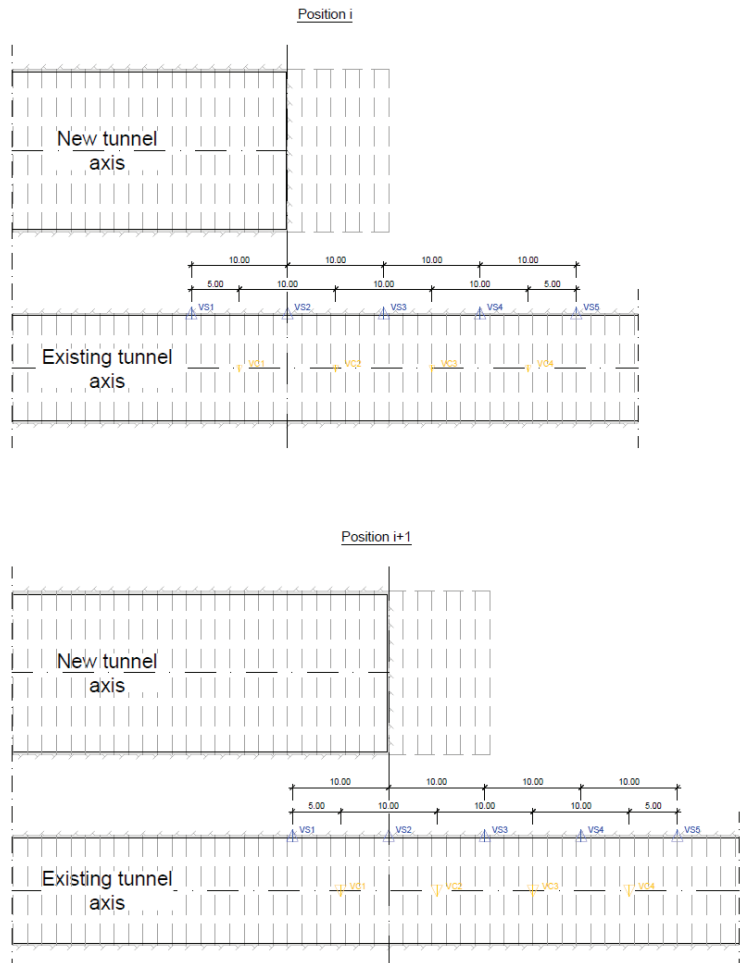 Position i
New tunnel
axis
10.00 10.00 10.00 10.00
5.00 10.00 10.00 10.00 5.00
VS1 VS2 VS3 VS4 VS5
Existing tunnel
axis
VC1 VC2 VC3 VC4
Position i+1
New tunnel
axis
10.00 10.00 10.00 10.00
5.00 10.00 10.00 10.00 5.00
VS1 VS2 VS3 VS4 VS5
Existing tunnel
axis
VC1 VC2 VC3 VC4